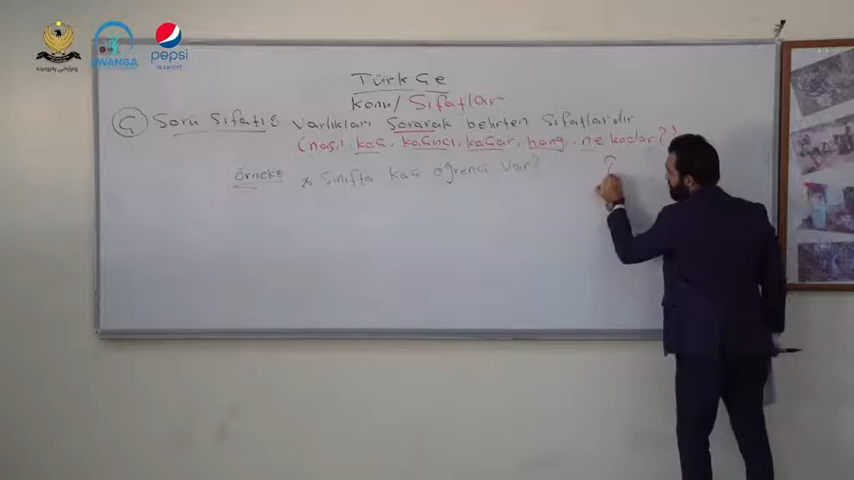 WANGA
pepsi
Türkçe
Konu/ Sıfatlar
Ç Soru Sıfatı: Varlıkları Sorarak belirten Sıfatlardır
(nasıl, kaç, kaçıncı, kaçar, hangi, ne kadar?)
örnek: * Sınıfta kaç öğrenci var?
?